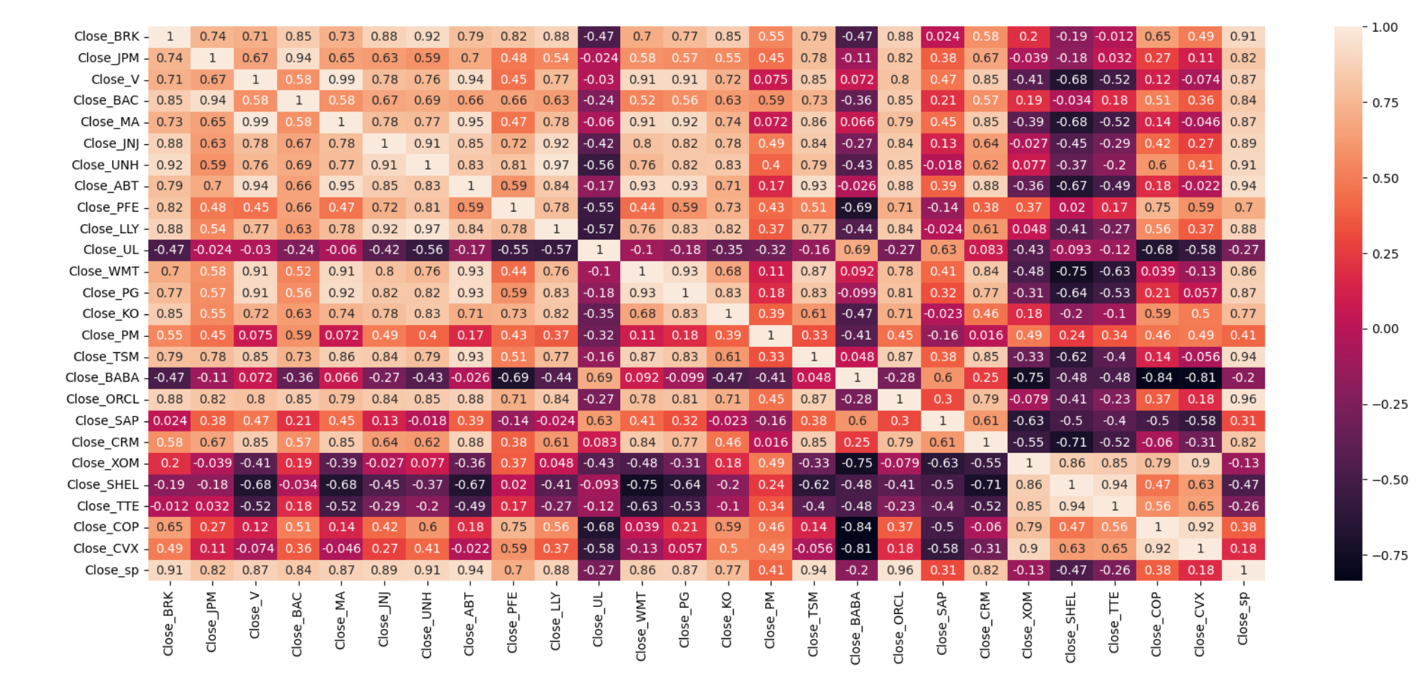 Close_BRK 1 0.74 0.71 0.85 0.73 0.88 0.92 0.79 0.82 0.88 -0.47 0.7 0.77 0.85 0.55 0.79 -0.47 0.88 0.024 0.58 0.2 -0.19 -0.012 0.65 0.49 0.91
Close_JPM 0.74 1 0.67 0.94 0.65 0.63 0.59 0.7 0.48 0.54 -0.024 0.58 0.57 0.55 0.45 0.78 -0.11 0.82 0.38 0.67 -0.039 -0.18 0.032 0.27 0.11 0.82
Close_V 0.71 0.67 1 0.58 0.99 0.78 0.76 0.94 0.45 0.77 -0.03 0.91 0.91 0.72 0.075 0.85 0.072 0.8 0.47 0.85 -0.41 -0.68 -0.52 0.12 -0.074 0.87
Close_BAC 0.85 0.94 0.58 1 0.58 0.67 0.69 0.66 0.66 0.63 -0.24 0.52 0.56 0.63 0.59 0.73 -0.36 0.85 0.21 0.57 0.19 -0.034 0.18 0.51 0.36 0.84
Close_MA 0.73 0.65 0.99 0.58 1 0.78 0.77 0.95 0.47 0.78 -0.06 0.91 0.92 0.74 0.072 0.86 0.066 0.79 0.45 0.85 -0.39 -0.68 -0.52 0.14 -0.046 0.87
Close_JNJ 0.88 0.63 0.78 0.67 0.78 1 0.91 0.85 0.72 0.92 -0.42 0.8 0.82 0.78 0.49 0.84 -0.27 0.84 0.13 0.64 -0.027 -0.45 -0.29 0.42 0.27 0.89
Close_UNH 0.92 0.59 0.76 0.69 0.77 0.91 1 0.83 0.81 0.97 -0.56 0.76 0.82 0.83 0.4 0.79 -0.43 0.85 -0.018 0.62 0.077 -0.37 -0.2 0.6 0.41 0.91
Close_ABT 0.79 0.7 0.94 0.66 0.95 0.85 0.83 1 0.59 0.84 -0.17 0.93 0.93 0.71 0.17 0.93 -0.026 0.88 0.39 0.88 -0.36 -0.67 -0.49 0.18 -0.022 0.94
Close_PFE 0.82 0.48 0.45 0.66 0.47 0.72 0.81 0.59 1 0.78 -0.55 0.44 0.59 0.73 0.43 0.51 -0.69 0.71 -0.14 0.38 0.37 0.02 0.17 0.75 0.59 0.7
Close_LLY 0.88 0.54 0.77 0.63 0.78 0.92 0.97 0.84 0.78 1 -0.57 0.76 0.83 0.82 0.37 0.77 -0.44 0.84 -0.024 0.61 0.048 -0.41 -0.27 0.56 0.37 0.88
Close_UL -0.47 -0.024 -0.03 -0.24 -0.06 -0.42 -0.56 -0.17 -0.55 -0.57 1 -0.1 -0.18 -0.35 -0.32 -0.16 0.69 -0.27 0.63 0.083 -0.43 -0.093 -0.12 -0.68 -0.58 -0.27
Close_WMT 0.7 0.58 0.91 0.52 0.91 0.8 0.76 0.93 0.44 0.76 -0.1 1 0.93 0.68 0.11 0.87 0.092 0.78 0.41 0.84 -0.48 -0.75 -0.63 0.039 -0.13 0.86
Close_PG 0.77 0.57 0.91 0.56 0.92 0.82 0.82 0.93 0.59 0.83 -0.18 0.93 1 0.83 0.18 0.83 -0.099 0.81 0.32 0.77 -0.31 -0.64 -0.53 0.21 0.057 0.87
Close_KO 0.85 0.55 0.72 0.63 0.74 0.78 0.83 0.71 0.73 0.82 -0.35 0.68 0.83 1 0.39 0.61 -0.47 0.71 -0.023 0.46 0.18 -0.2 -0.1 0.59 0.5 0.77
Close_PM 0.55 0.45 0.075 0.59 0.072 0.49 0.4 0.17 0.43 0.37 -0.32 0.11 0.18 0.39 1 0.33 -0.41 0.45 -0.16 0.016 0.49 0.24 0.34 0.46 0.49 0.41
Close_TSM 0.79 0.78 0.85 0.73 0.86 0.84 0.79 0.93 0.51 0.77 -0.16 0.87 0.83 0.61 0.33 1 0.048 0.87 0.38 0.85 -0.33 -0.62 -0.4 0.14 -0.056 0.94
Close_BABA -0.47 -0.11 0.072 -0.36 0.066 -0.27 -0.43 -0.026 -0.69 -0.44 0.69 0.092 -0.099 -0.47 -0.41 0.048 1 -0.28 0.6 0.25 -0.75 -0.48 -0.48 -0.84 -0.81 -0.2
Close_ORCL 0.88 0.82 0.8 0.85 0.79 0.84 0.85 0.88 0.71 0.84 -0.27 0.78 0.81 0.71 0.45 0.87 -0.28 1 0.3 0.79 -0.079 -0.41 -0.23 0.37 0.18 0.96
Close_SAP 0.024 0.38 0.47 0.21 0.45 0.13 -0.018 0.39 -0.14 -0.024 0.63 0.41 0.32 -0.023 -0.16 0.38 0.6 0.3 1 0.61 -0.63 -0.5 -0.4 -0.5 -0.58 0.31
Close_CRM 0.58 0.67 0.85 0.57 0.85 0.64 0.62 0.88 0.38 0.61 0.083 0.84 0.77 0.46 0.016 0.85 0.25 0.79 0.61 1 -0.55 -0.71 -0.52 -0.06 -0.31 0.82
Close_XOM 0.2 -0.039 -0.41 0.19 -0.39 -0.027 0.077 -0.36 0.37 0.048 -0.43 -0.48 -0.31 0.18 0.49 -0.33 -0.75 -0.079 -0.63 -0.55 1 0.86 0.85 0.79 0.9 -0.13
Close_SHEL -0.19 -0.18 -0.68 -0.034 -0.68 -0.45 -0.37 -0.67 0.02 -0.41 -0.093 -0.75 -0.64 -0.2 0.24 -0.62 -0.48 -0.41 -0.5 -0.71 0.86 1 0.94 0.47 0.63 -0.47
Close_TTE -0.012 0.032 -0.52 0.18 -0.52 -0.29 -0.2 -0.49 0.17 -0.27 -0.12 -0.63 -0.53 -0.1 0.34 -0.4 -0.48 -0.23 -0.4 -0.52 0.85 0.94 1 0.56 0.65 -0.26
Close_COP 0.65 0.27 0.12 0.51 0.14 0.42 0.6 0.18 0.75 0.56 -0.68 0.039 0.21 0.59 0.46 0.14 -0.84 0.37 -0.5 -0.06 0.79 0.47 0.56 1 0.92 0.38
Close_CVX 0.49 0.11 -0.074 0.36 -0.046 0.27 0.41 -0.022 0.59 0.37 -0.58 -0.13 0.057 0.5 0.49 -0.056 -0.81 0.18 -0.58 -0.31 0.9 0.63 0.65 0.92 1 0.18
Close_sp 0.91 0.82 0.87 0.84 0.87 0.89 0.91 0.94 0.7 0.88 -0.27 0.86 0.87 0.77 0.41 0.94 -0.2 0.96 0.31 0.82 -0.13 -0.47 -0.26 0.38 0.18 1
Close_BRK Close_JPM Close_V Close_BAC Close_MA Close_JNJ Close_UNH Close_ABT Close_PFE Close_LLY Close_UL Close_WMT Close_PG Close_KO Close_PM Close_TSM Close_BABA Close_ORCL Close_SAP Close_CRM Close_XOM Close_SHEL Close_TTE Close_COP Close_CVX Close_sp
1.00
0.75
0.50
0.25
0.00
−0.25
−0.50
−0.75